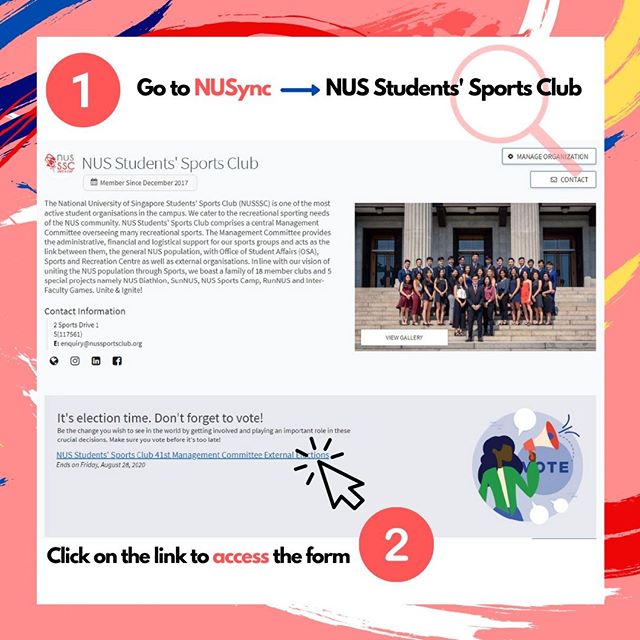 1 Go to NUSync → NUS Students' Sports Club
nus
SSC
NUS Students' Sports Club
MANAGE ORGANIZATION
Member Since December 2017
CONTACT
The National University of Singapore Students' Sports Club (NUSSSC) is one of the most
active student organisations in the campus. We cater to the recreational sporting needs
of the NUS community. NUS Students' Sports Club comprises a central Management
Committee overseeing many recreational sports. The Management Committee provides
the administrative, financial and logistical support for our sports groups and acts as the
link between them, the general NUS population, with Office of Student Affairs (OSA),
Sports and Recreation Centre as well as external organisations. In line with our vision of
uniting the NUS population through Sports, we boast a family of 18 member clubs and 5
special projects namely NUS Biathlon, SunNUS, NUS Sports Camp, RunNUS and Inter-
Faculty Games. Unite & Ignite!
VIEW GALLERY
Contact Information
2 Sports Drive 1
S(117561)
E: enquiry@nussportsclub.org
It's election time. Don't forget to vote!
Be the change you wish to see in the world by getting involved and playing an important role in these
crucial decisions. Make sure you vote before it's too late!
NUS Students' Sports Club 41st Management Committee External Elections
Ends on Friday, August 28, 2020
VOTE
Click on the link to access the form 2